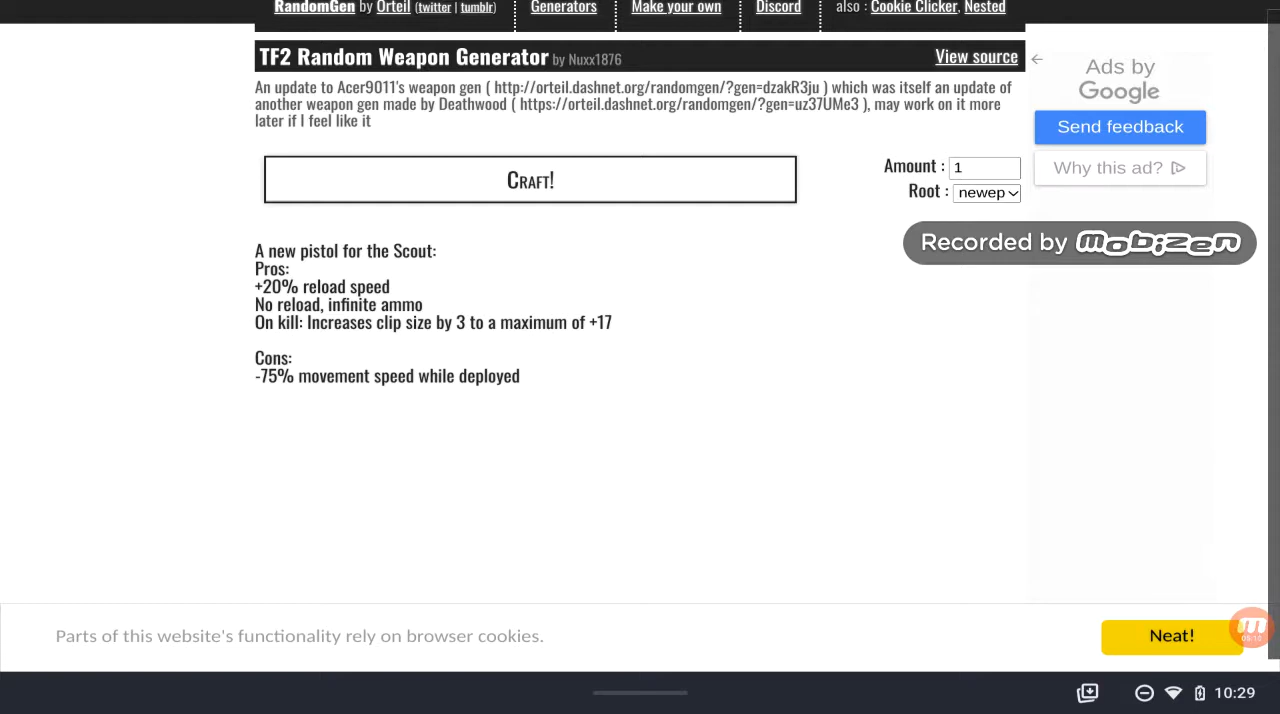 RandomGen by Orteil (twitter | tumblr) Generators Make your own Discord also : Cookie Clicker, Nested
TF2 Random Weapon Generator by Nuxx1876 View source
An update to Acer9011's weapon gen ( http://orteil.dashnet.org/randomgen/?gen=dzakR3ju ) which was itself an update of
another weapon gen made by Deathwood ( https://orteil.dashnet.org/randomgen/?gen=uz37UMe3 ), may work on it more
later if I feel like it
Ads by
Google
Send feedback
Why this ad?
Craft!
Amount : 1
Root : newep
Recorded by mobizen
A new pistol for the Scout:
Pros:
+20% reload speed
No reload, infinite ammo
On kill: Increases clip size by 3 to a maximum of +17
Cons:
-75% movement speed while deployed
Parts of this website's functionality rely on browser cookies.
Neat!
10:29